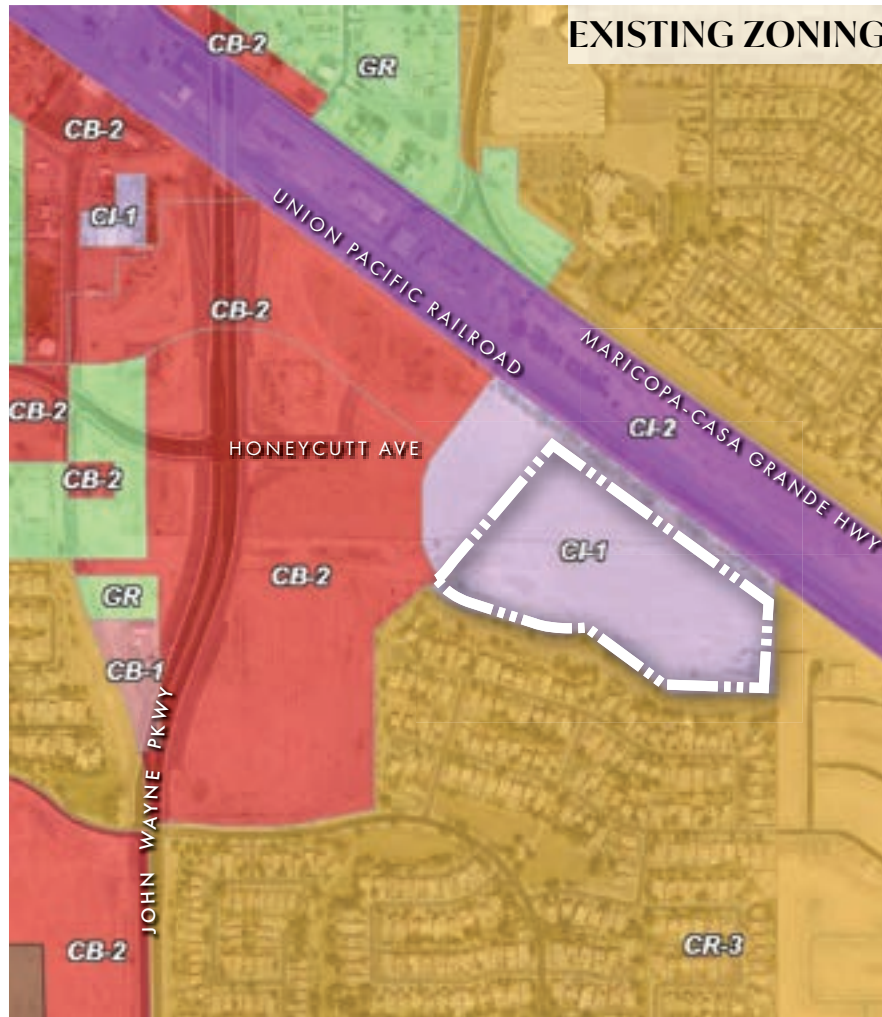 EXISTING ZONING
CB-2
GR
CB-2
CI-1
UNION PACIFIC RAILROAD
CB-2
MARICOPA-CASA GRANDE HWY
CB-2
CI-2
HONEYCUTT AVE
CB-2
CI-1
CB-2
GR
CB-1
JOHN WAYNE PKWY
CB-2
CR-3